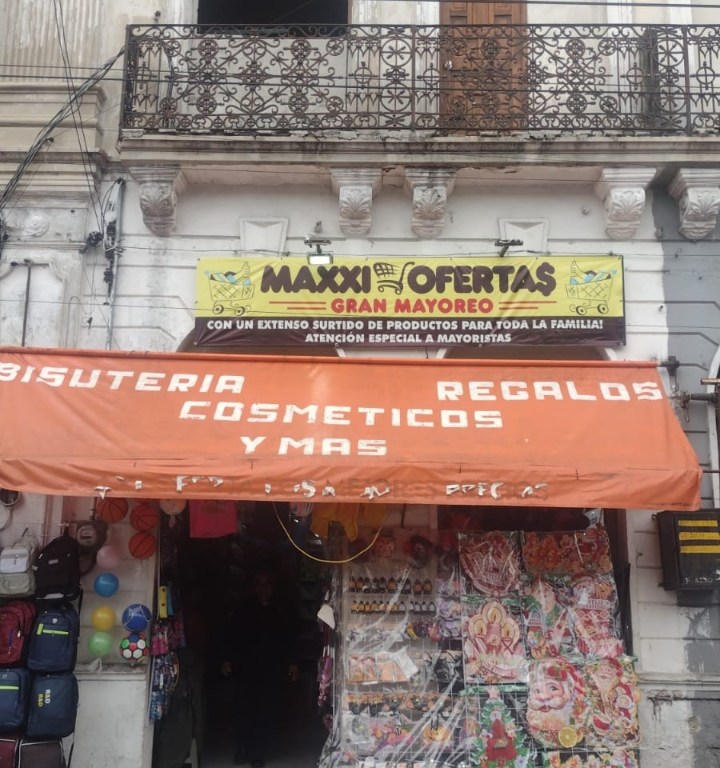 MAXXI OFERTA$
GRAN MAYOREO
CON UN EXTENSO SURTIDO DE PRODUCTOS PARA TODA LA FAMILIA!
ATENCIÓN ESPECIAL A MAYORISTAS
BISUTERIA REGALOS
COSMETICOS
Y MAS